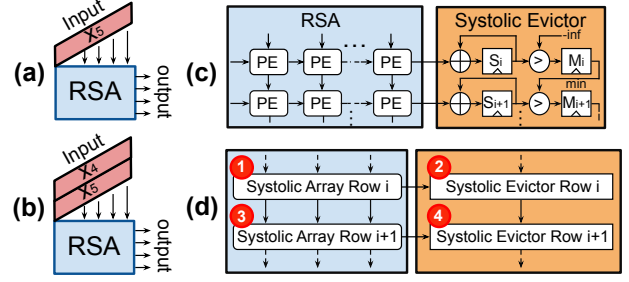 (a)
Input
X5
RSA
output
(b)
Input
X4
X5
RSA
output
(c)
RSA
PE PE ... PE
PE PE PE
Systolic Evictor
-inf
+ Si > Mi
min
+ Si+1 > Mi+1
(d)
1
Systolic Array Row i
2
Systolic Evictor Row i
3
Systolic Array Row i+1
4
Systolic Evictor Row i+1